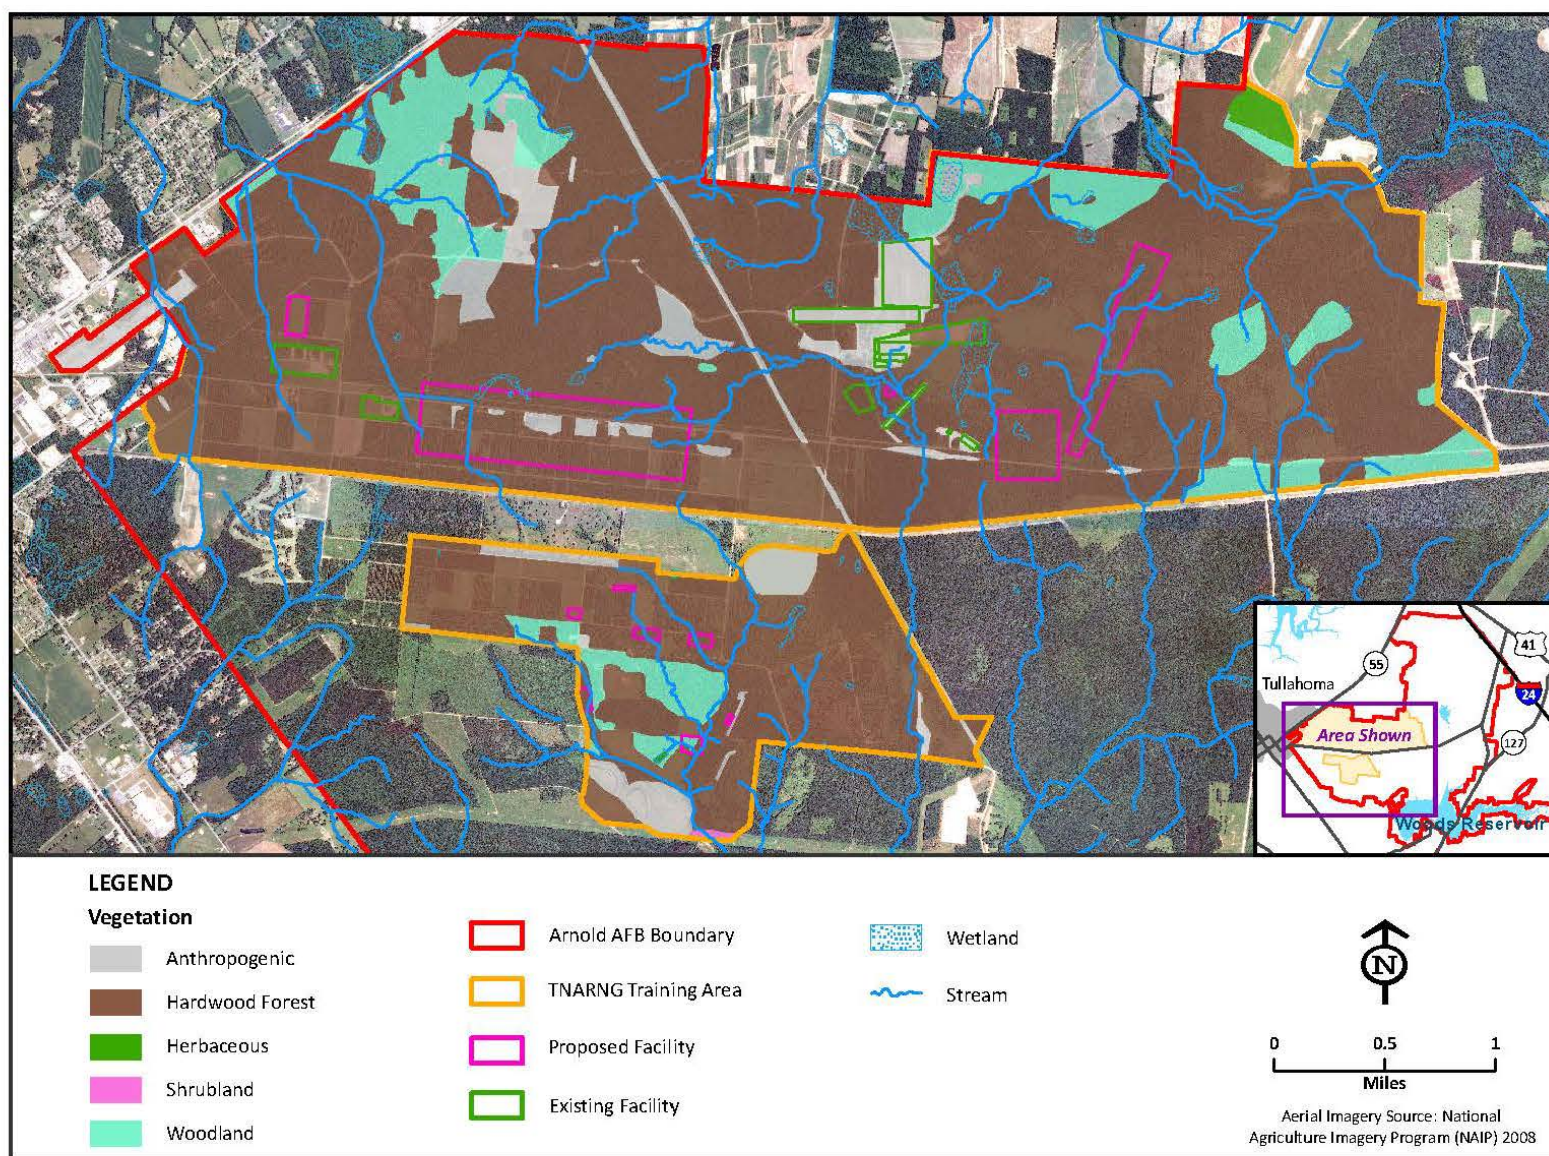 55
41
Tullahoma
24
Area Shown
127
Woods Reservoir
LEGEND
Vegetation
Anthropogenic
Hardwood Forest
Herbaceous
Shrubland
Woodland
Arnold AFB Boundary
TNARNG Training Area
Proposed Facility
Existing Facility
Wetland
Stream
N
0 0.5 1
Miles
Aerial Imagery Source: National
Agriculture Imagery Program (NAIP) 2008